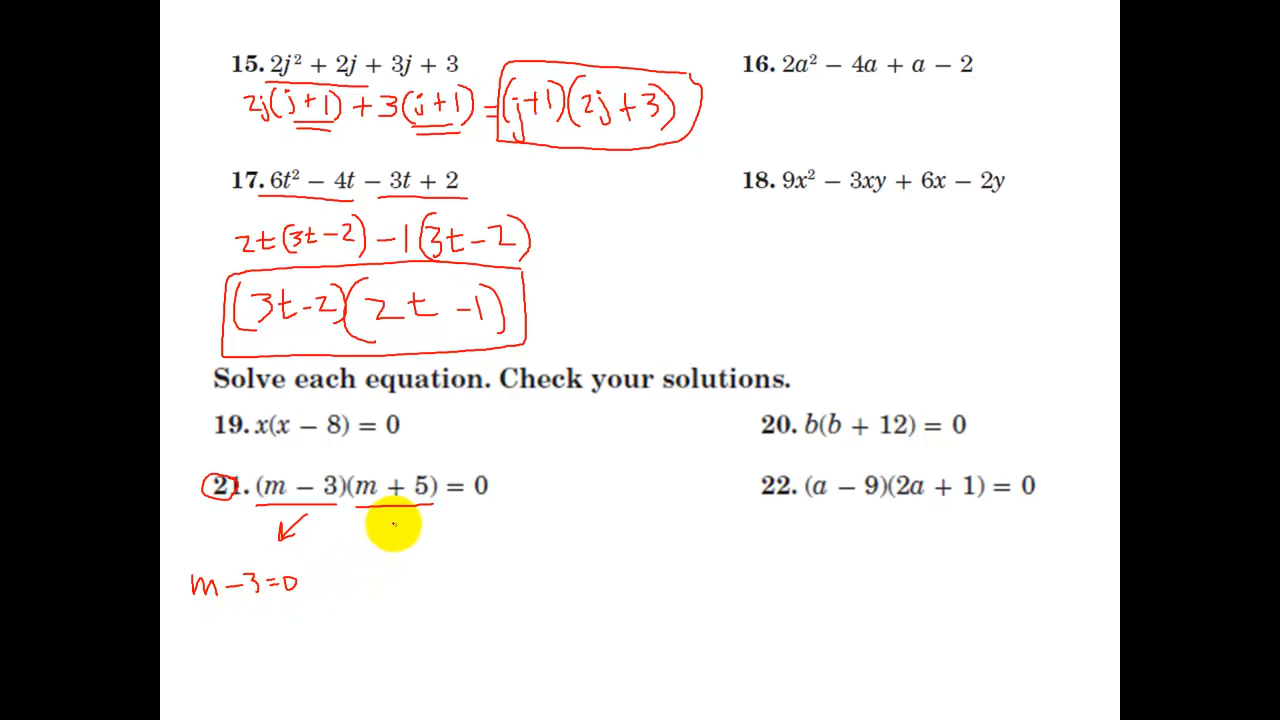 15. 2j² + 2j + 3j + 3
2j(j+1) + 3(j+1) = (j+1)(2j+3)
16. 2a² − 4a + a − 2
17. 6t² − 4t − 3t + 2
2t(3t−2) −1(3t−2)
(3t−2)(2t −1)
18. 9x² − 3xy + 6x − 2y
Solve each equation. Check your solutions.
19. x(x − 8) = 0
20. b(b + 12) = 0
21. (m − 3)(m + 5) = 0
m−3=0
22. (a − 9)(2a + 1) = 0